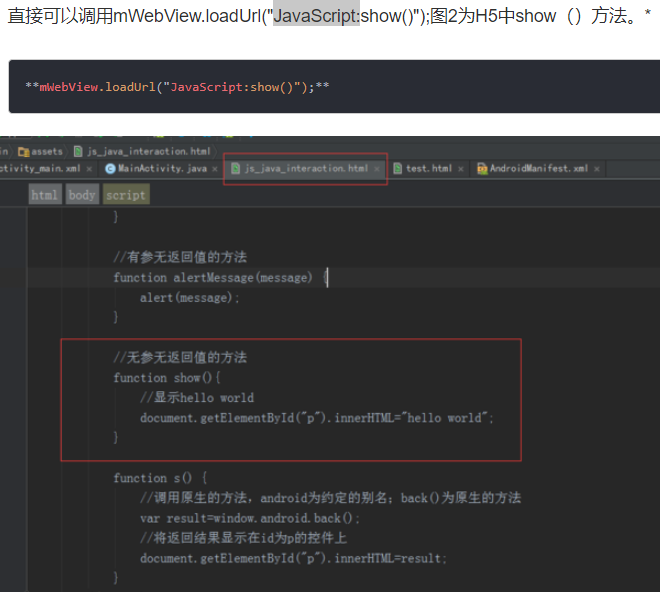 直接可以调用mWebView.loadUrl("JavaScript:show()");图2为H5中show（）方法。*
**mWebView.loadUrl("JavaScript:show()");**
in assets js_java_interaction.html
ctivity_main.xml × MainActivity.java × js_java_interaction.html × test.html × AndroidManifest.xml ×
html body script
}
//有参无返回值的方法
function alertMessage(message) {
alert(message);
}
//无参无返回值的方法
function show(){
//显示hello world
document.getElementById("p").innerHTML="hello world";
}
function s() {
//调用原生的方法，android为约定的别名；back()为原生的方法
var result=window.android.back();
//将返回结果显示在id为p的控件上
document.getElementById("p").innerHTML=result;
}